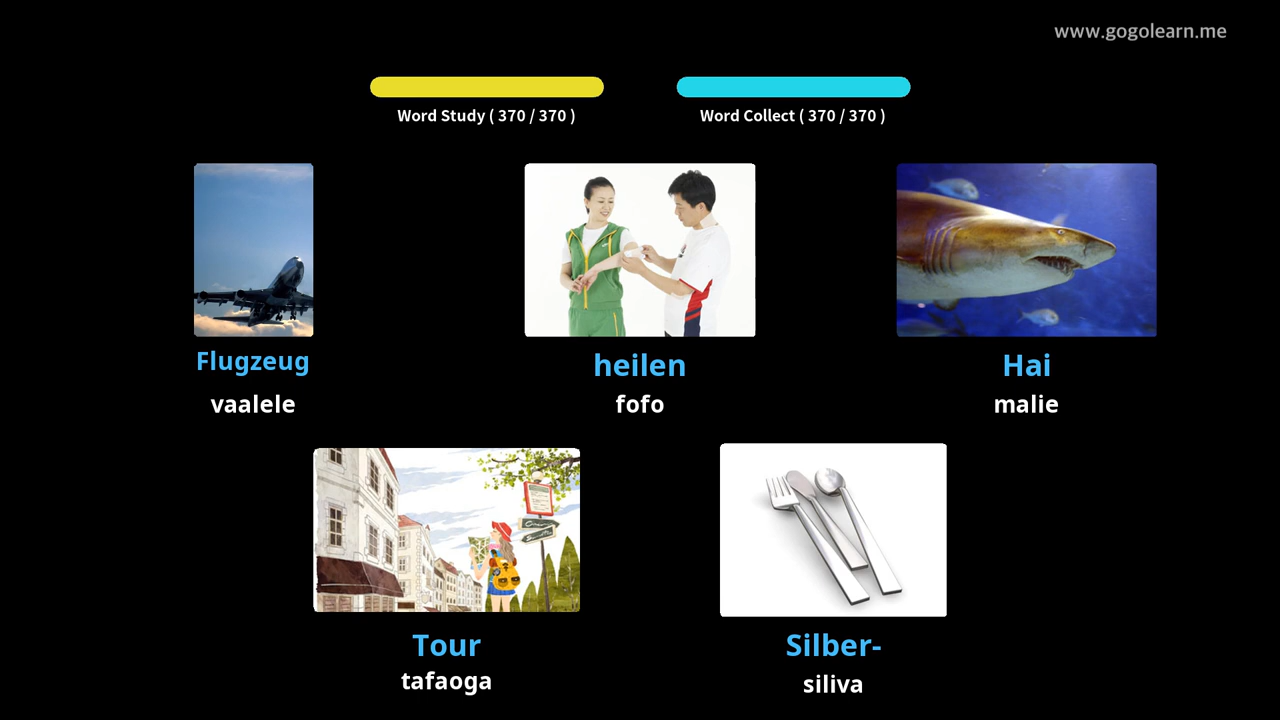 www.gogolearn.me
Word Study ( 370 / 370 )
Word Collect ( 370 / 370 )
Flugzeug
vaalele
heilen
fofo
Hai
malie
Tour
tafaoga
Silber-
siliva